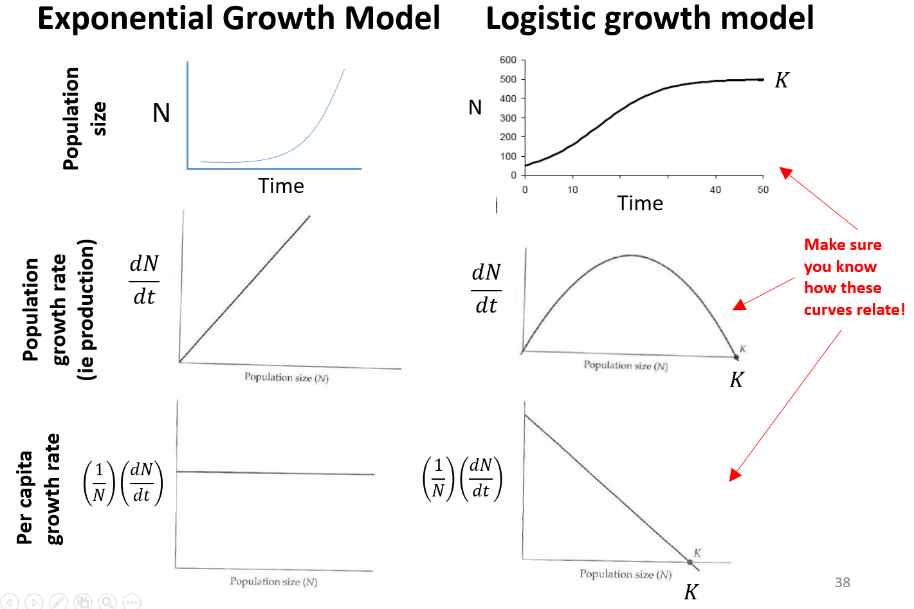 Exponential Growth Model
Logistic growth model
Population
size
N
Time
N
600
500
400
300
200
100
0
0
10
40
50
K
Time
Make sure
you know
how these
curves relate!
Population
growth rate
(ie production)
dN
dt
Population size (N)
dN
dt
K
Population size (N)
K
Per capita
growth rate
(1/N)(dN/dt)
Population size (N)
(1/N)(dN/dt)
K
Population size (N)
K
38